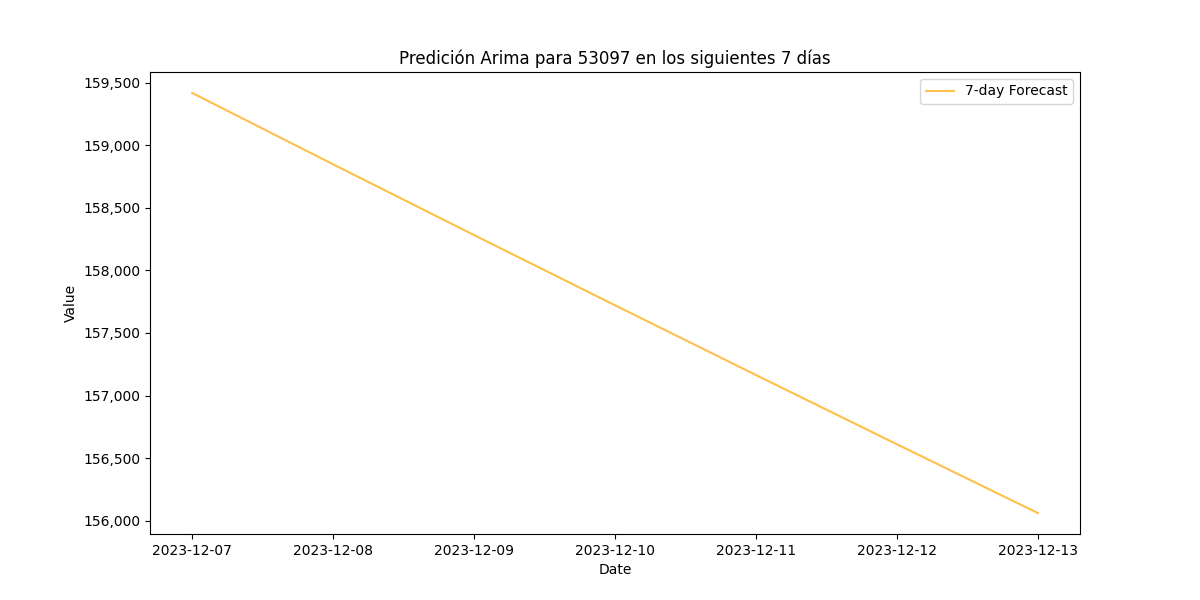 Predición Arima para 53097 en los siguientes 7 días
7-day Forecast
159,500
159,000
158,500
158,000
157,500
157,000
156,500
156,000
Value
2023-12-07 2023-12-08 2023-12-09 2023-12-10 2023-12-11 2023-12-12 2023-12-13
Date